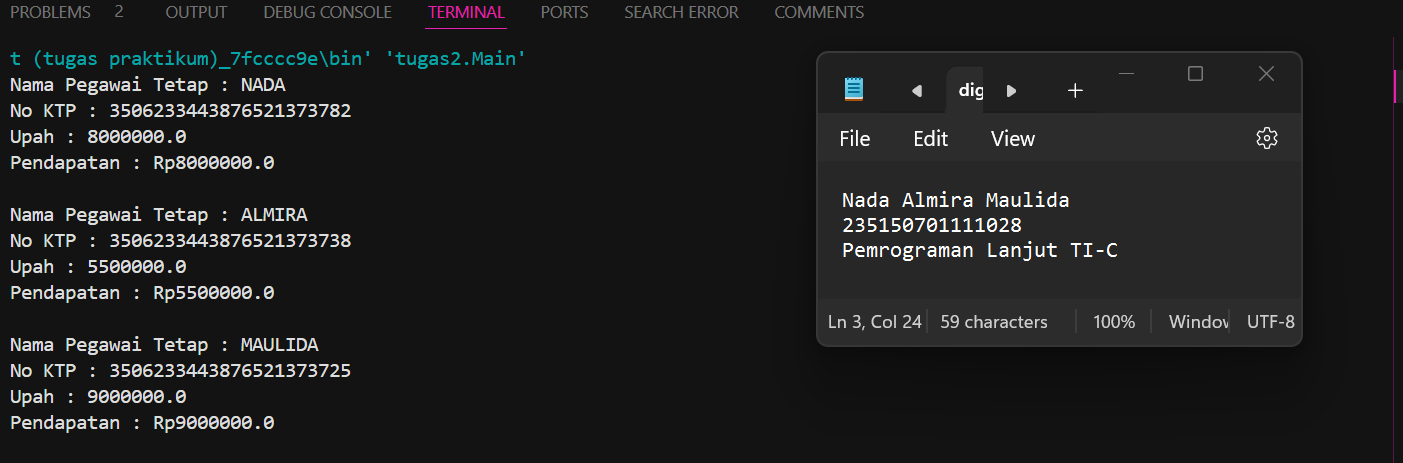 PROBLEMS 2 OUTPUT DEBUG CONSOLE TERMINAL PORTS SEARCH ERROR COMMENTS
t (tugas praktikum)_7fcccc9e\bin' 'tugas2.Main'
Nama Pegawai Tetap : NADA
No KTP : 35062334438765213737​82
Upah : 8000000.0
Pendapatan : Rp8000000.0
Nama Pegawai Tetap : ALMIRA
No KTP : 3506233443876521373738
Upah : 5500000.0
Pendapatan : Rp5500000.0
Nama Pegawai Tetap : MAULIDA
No KTP : 3506233443876521373725
Upah : 9000000.0
Pendapatan : Rp9000000.0
dig
File Edit View
Nada Almira Maulida
235150701111028
Pemrograman Lanjut TI-C
Ln 3, Col 24 59 characters 100% Window UTF-8